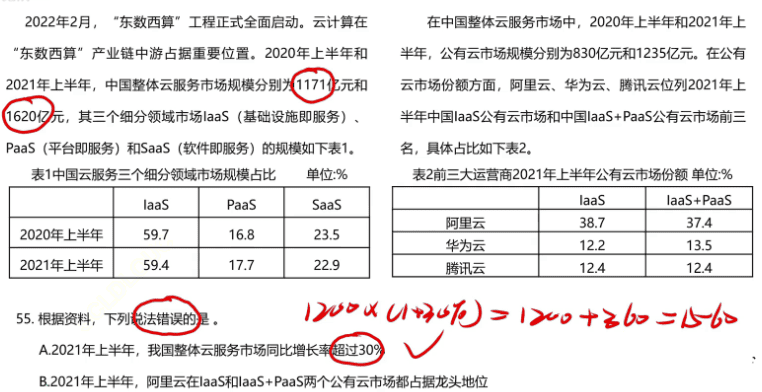 2022年2月，“东数西算”工程正式全面启动。云计算在
“东数西算”产业链中游占据重要位置。2020年上半年和
2021年上半年，中国整体云服务市场规模分别为1171亿元和
1620亿元，其三个细分领域市场IaaS（基础设施即服务）、
PaaS（平台即服务）和SaaS（软件即服务）的规模如下表1。
表1中国云服务三个细分领域市场规模占比 单位:%
IaaS PaaS SaaS
2020年上半年 59.7 16.8 23.5
2021年上半年 59.4 17.7 22.9
在中国整体云服务市场中，2020年上半年和2021年上
半年，公有云市场规模分别为830亿元和1235亿元。在公有
云市场份额方面，阿里云、华为云、腾讯云位列2021年上
半年中国IaaS公有云市场和中国IaaS+PaaS公有云市场前三
名，具体占比如下表2。
表2前三大运营商2021年上半年公有云市场份额 单位:%
IaaS IaaS+PaaS
阿里云 38.7 37.4
华为云 12.2 13.5
腾讯云 12.4 12.4
55. 根据资料，下列说法错误的是 。
1200×(1+30%)=1200+360=1560
A.2021年上半年，我国整体云服务市场同比增长率超过30%
B.2021年上半年，阿里云在IaaS和IaaS+PaaS两个公有云市场都占据龙头地位